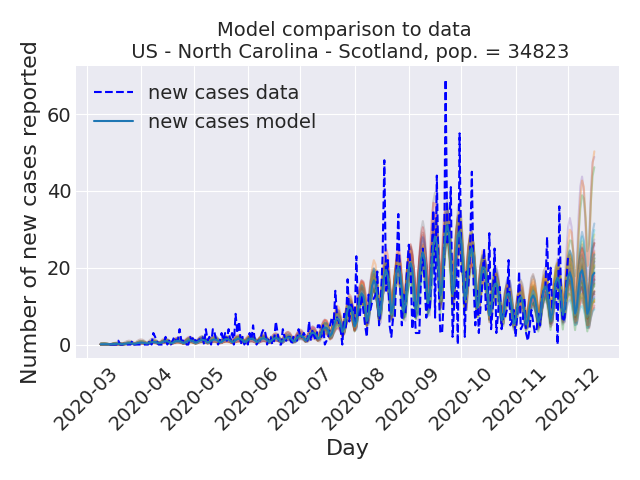 Model comparison to data
US - North Carolina - Scotland, pop. = 34823
Number of new cases reported
60
40
20
0
new cases data
new cases model
2020-03
2020-04
2020-05
2020-06
2020-07
2020-08
2020-09
2020-10
2020-11
2020-12
Day